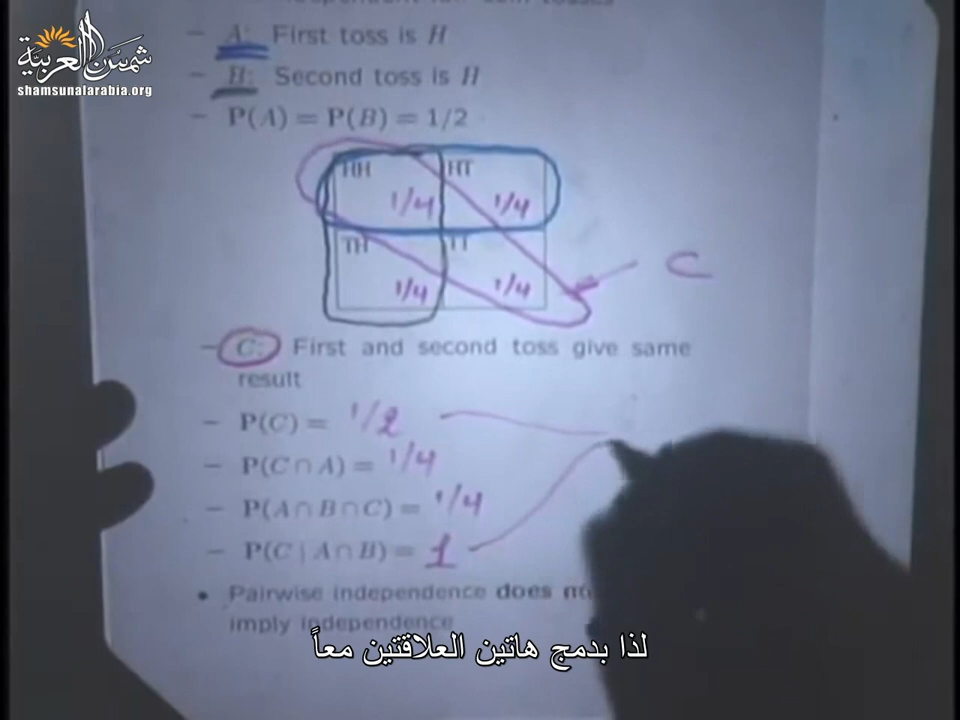 شمس العربية
shamsunalarabia.org
- A: First toss is H
- B: Second toss is H
- P(A) = P(B) = 1/2
HH HT
1/4 1/4
TH TT
1/4 1/4
C
- C: First and second toss give same
result
- P(C) = 1/2
- P(C ∩ A) = 1/4
- P(A ∩ B ∩ C) = 1/4
- P(C | A ∩ B) = 1
• Pairwise independence does
imply independence
لذا بدمج هاتين العلاقتين معاً